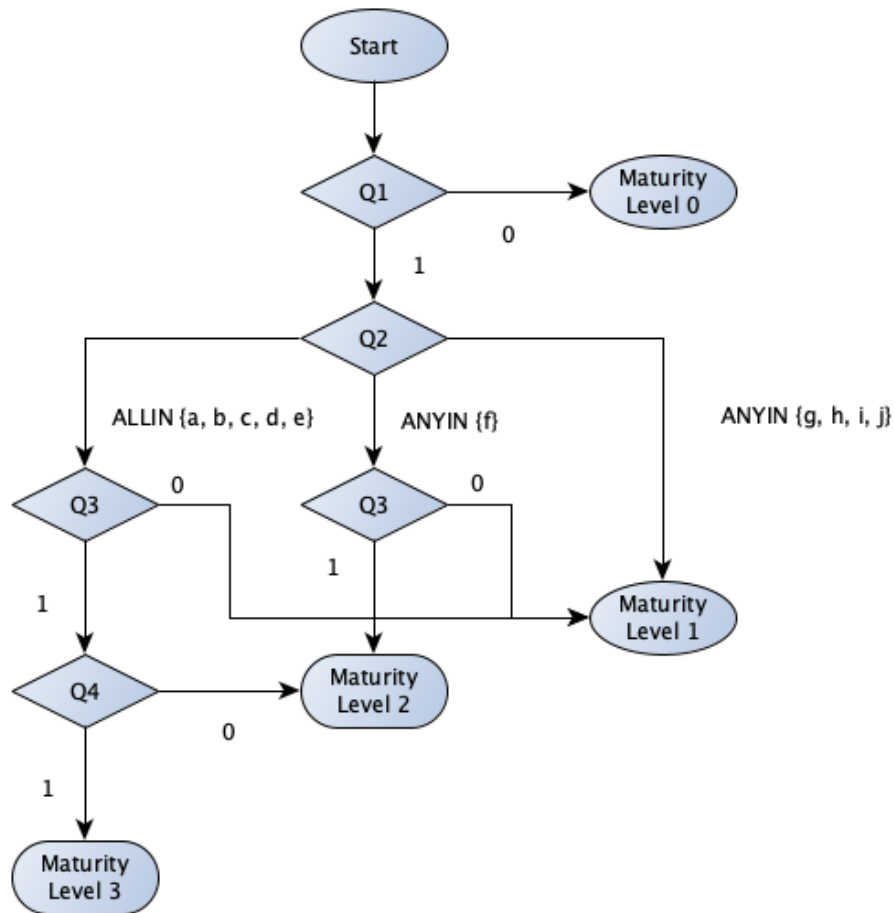 Start
Q1
Maturity
Level 0
0
1
Q2
ALLIN {a, b, c, d, e}
ANYIN {f}
ANYIN {g, h, i, j}
Q3
0
Q3
0
1
1
Maturity
Level 1
Q4
0
Maturity
Level 2
1
Maturity
Level 3